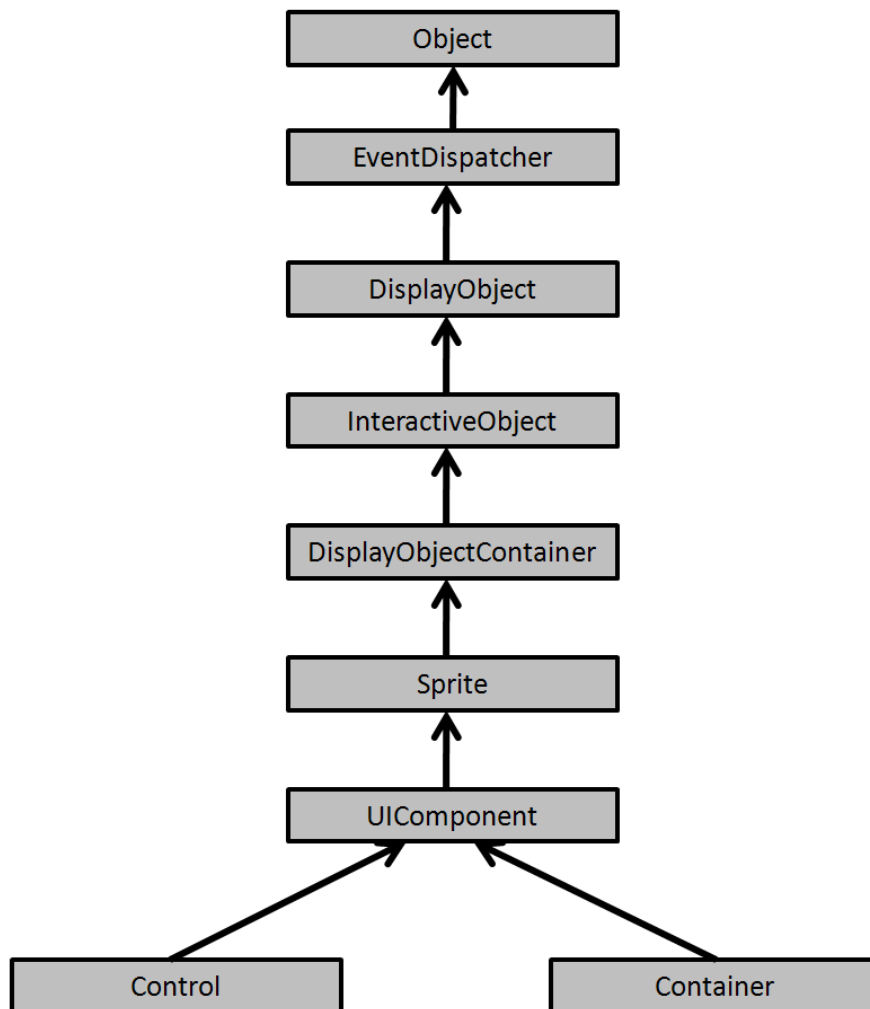 Object
EventDispatcher
DisplayObject
InteractiveObject
DisplayObjectContainer
Sprite
UIComponent
Control
Container